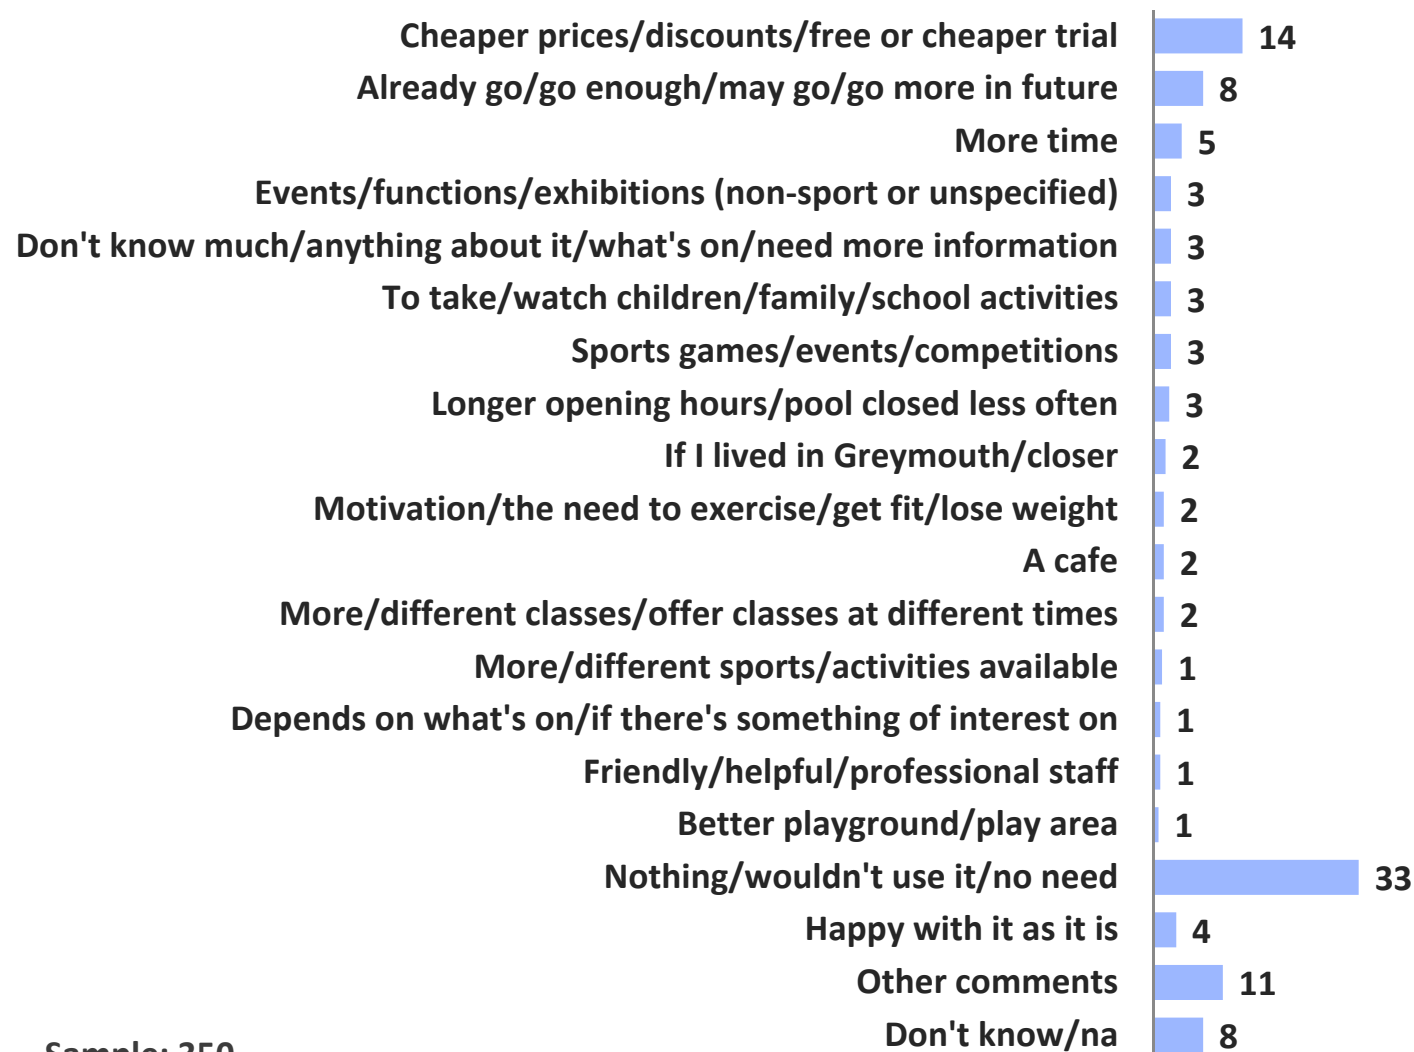 Cheaper prices/discounts/free or cheaper trial 14
Already go/go enough/may go/go more in future 8
More time 5
Events/functions/exhibitions (non-sport or unspecified) 3
Don't know much/anything about it/what's on/need more information 3
To take/watch children/family/school activities 3
Sports games/events/competitions 3
Longer opening hours/pool closed less often 3
If I lived in Greymouth/closer 2
Motivation/the need to exercise/get fit/lose weight 2
A cafe 2
More/different classes/offer classes at different times 2
More/different sports/activities available 1
Depends on what's on/if there's something of interest on 1
Friendly/helpful/professional staff 1
Better playground/play area 1
Nothing/wouldn't use it/no need 33
Happy with it as it is 4
Other comments 11
Don't know/na 8